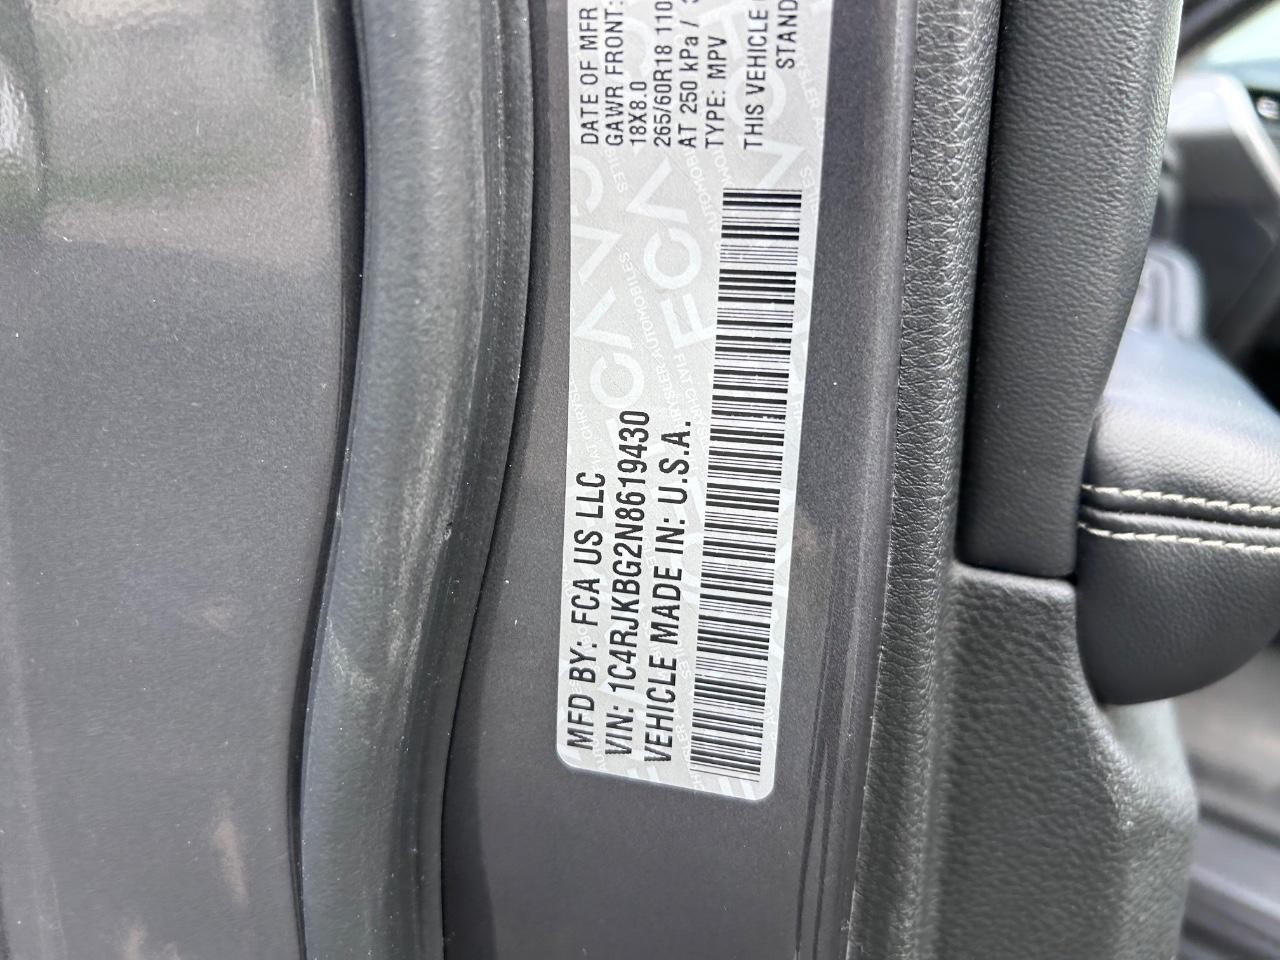 MFD BY: FCA US LLC
VIN: 1C4RJKBG2N8619430
VEHICLE MADE IN: U.S.A.
DATE OF MFR
GAWR FRONT:
18X8.0
265/60R18 110
AT 250 kPa /
TYPE: MPV
THIS VEHICLE
STAND